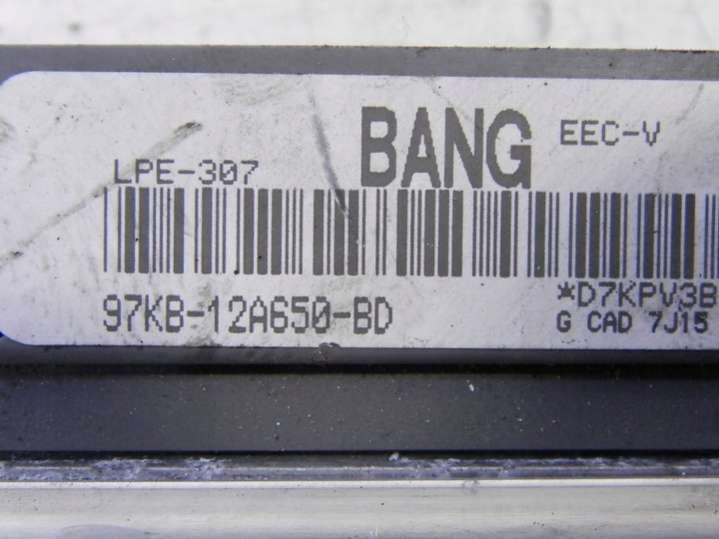 BANG EEC-V
LPE-307
97KB-12A650-BD
*D7KPV3B
G CAD 7J15